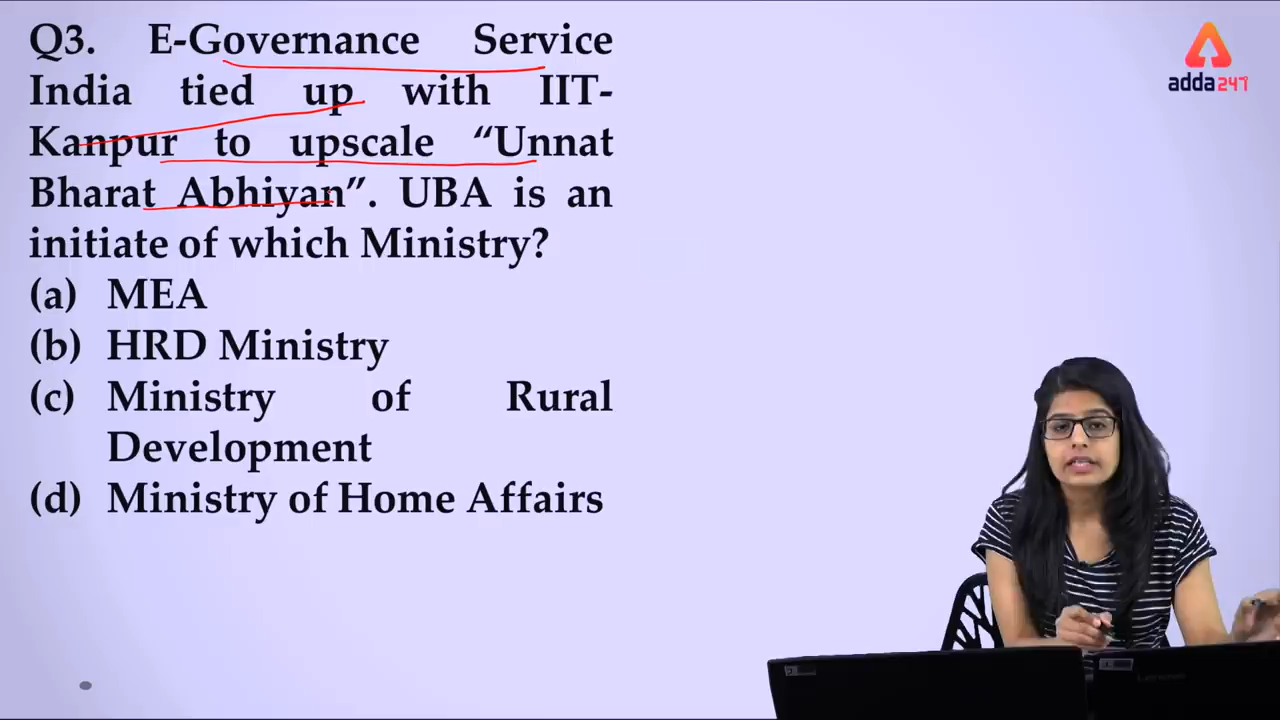 Q3. E-Governance Service
India tied up with IIT-
Kanpur to upscale “Unnat
Bharat Abhiyan”. UBA is an
initiate of which Ministry?
(a) MEA
(b) HRD Ministry
(c) Ministry of Rural
Development
(d) Ministry of Home Affairs
adda247